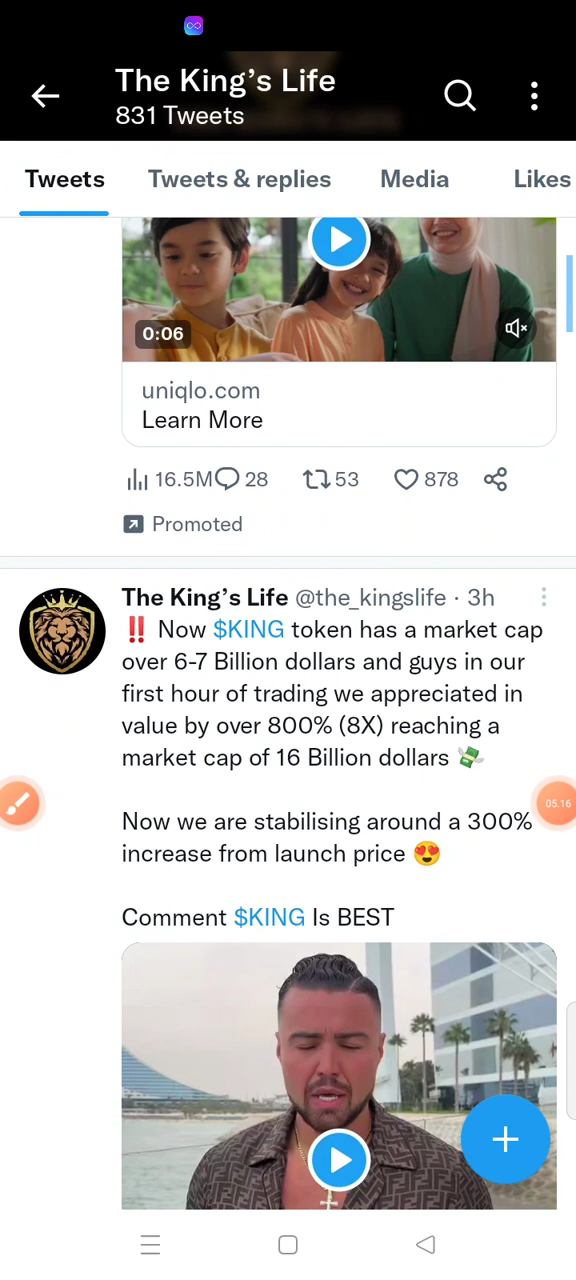 The King’s Life
831 Tweets
Tweets Tweets & replies Media Likes
0:06
uniqlo.com
Learn More
16.5M 28 53 878
Promoted
The King’s Life @the_kingslife · 3h
‼️ Now $KING token has a market cap
over 6-7 Billion dollars and guys in our
first hour of trading we appreciated in
value by over 800% (8X) reaching a
market cap of 16 Billion dollars 💸
05.16
Now we are stabilising around a 300%
increase from launch price 😍
Comment $KING Is BEST